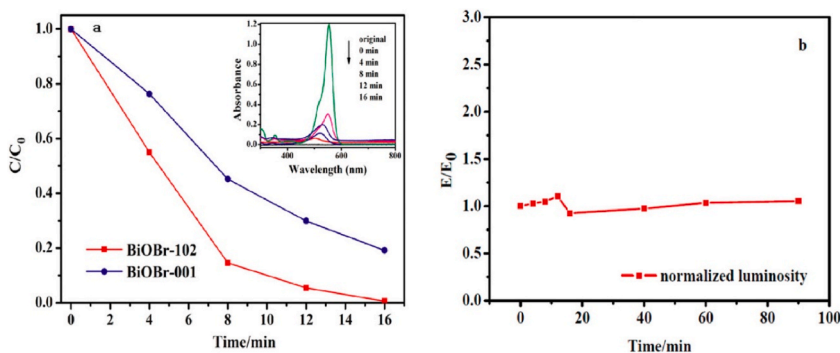 a
1.0
0.8
0.6
0.4
0.2
0.0
C/C0
0 2 4 6 8 10 12 14 16
Time/min
BiOBr-102
BiOBr-001
1.2
1.0
0.8
0.6
0.4
0.2
0.0
Absorbance
400 600 800
Wavelength (nm)
original
0 min
4 min
8 min
12 min
16 min
b
3.0
2.5
2.0
1.5
1.0
0.5
0.0
E/E0
0 20 40 60 80 100
Time/min
normalized luminosity